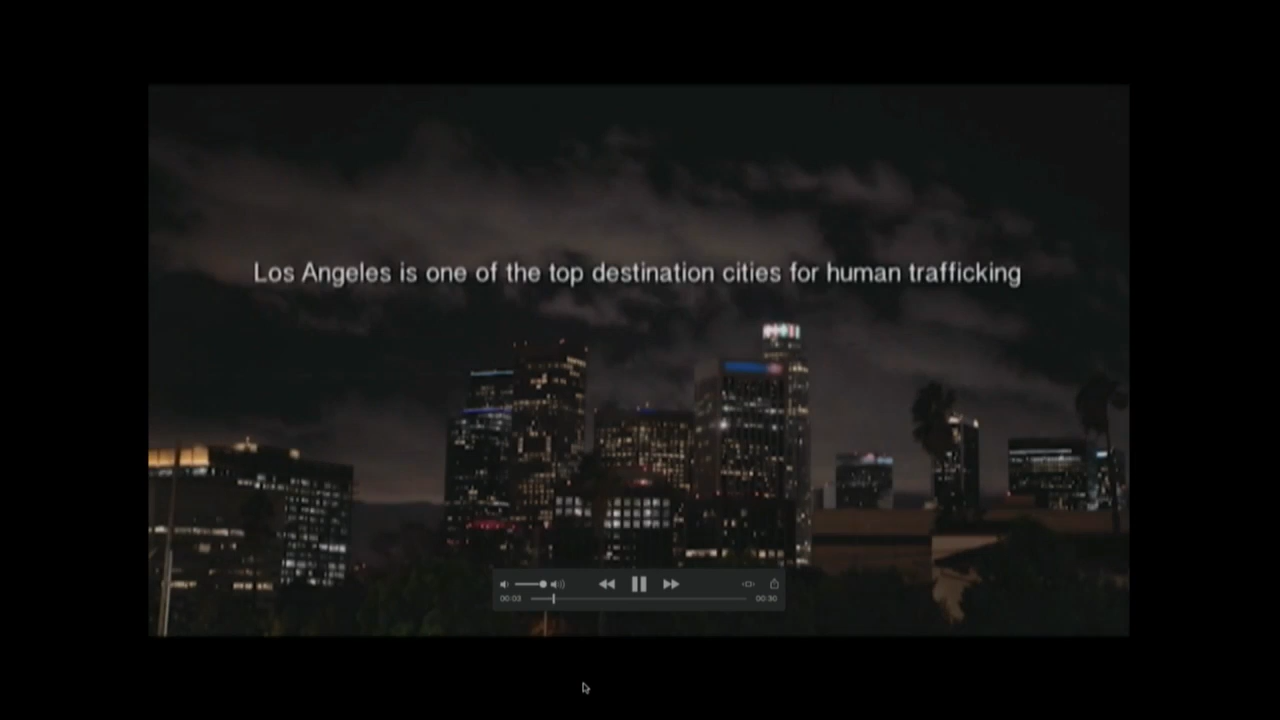 Los Angeles is one of the top destination cities for human trafficking
00:03
00:30